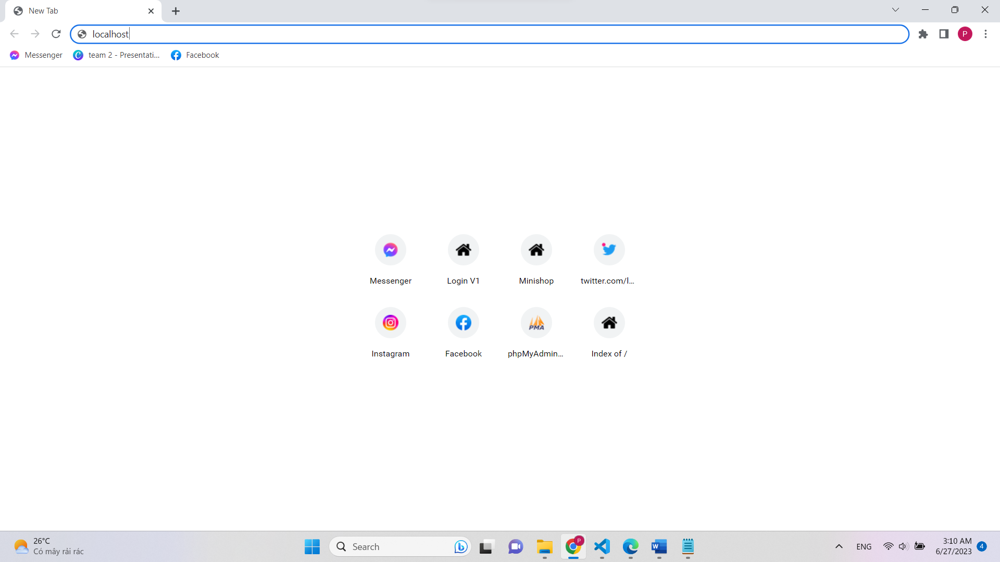 New Tab
localhost
Messenger
team 2 - Presentati...
Facebook
Messenger
Login V1
Minishop
twitter.com/l...
Instagram
Facebook
PMA
phpMyAdmin...
Index of /
26°C
Có mây rải rác
Search
ENG
3:10 AM
6/27/2023
4
P
P